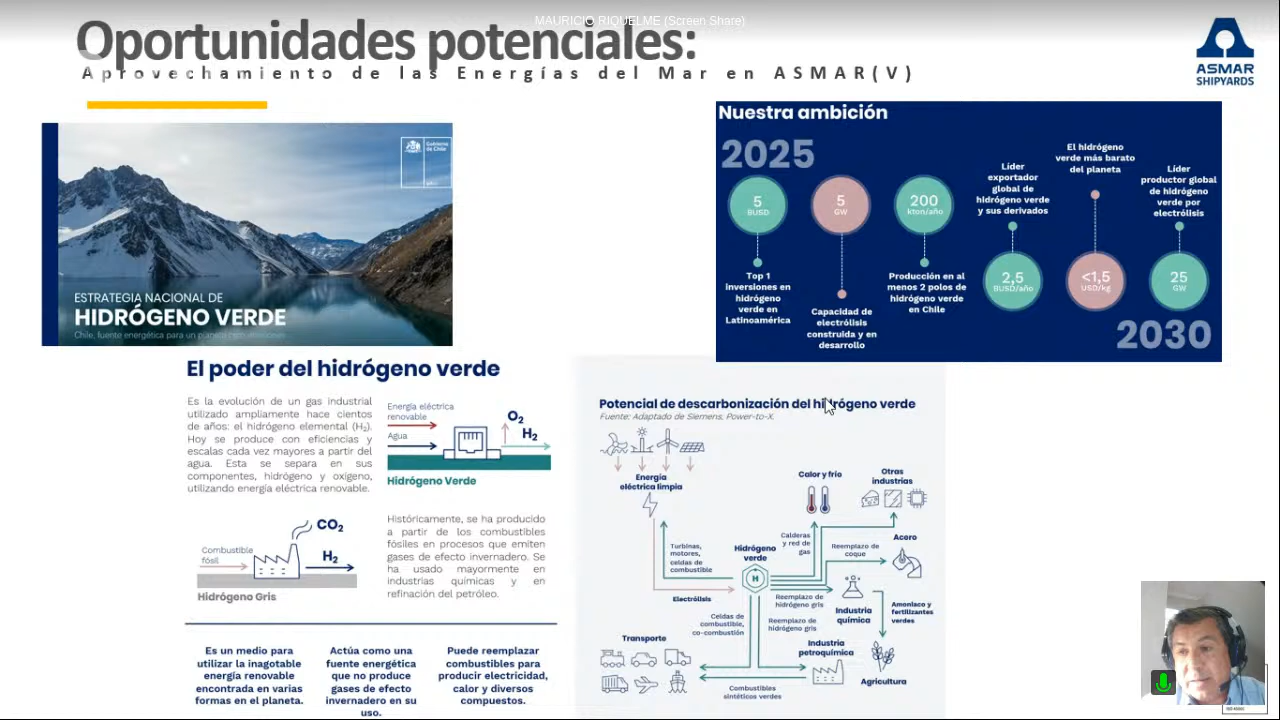 MAURICIO RIQUELME (Screen Share)
Oportunidades potenciales:
Aprovechamiento de las Energías del Mar en ASMAR(V)
ASMAR
SHIPYARDS
Gobierno
de Chile
ESTRATEGIA NACIONAL DE
HIDRÓGENO VERDE
Chile, fuente energética para un planeta cero emisiones
Nuestra ambición
2025
5
BUSD
Top 1
inversiones en
hidrógeno
verde en
Latinoamérica
5
GW
Capacidad de
electrólisis
construida y en
desarrollo
200
kton/año
Producción en al
menos 2 polos de
hidrógeno verde
en Chile
Líder
exportador
global de
hidrógeno verde
y sus derivados
2,5
BUSD/año
El hidrógeno
verde más barato
del planeta
<1,5
USD/kg
Líder
productor global
de hidrógeno
verde por
electrólisis
25
GW
2030
El poder del hidrógeno verde
Es la evolución de un gas industrial
utilizado ampliamente hace cientos
de años: el hidrógeno elemental (H₂).
Hoy se produce con eficiencias y
escalas cada vez mayores a partir del
agua. Esta se separa en sus
componentes, hidrógeno y oxígeno,
utilizando energía eléctrica renovable.
Energía eléctrica
renovable
Agua
O₂
H₂
Hidrógeno Verde
Combustible
fósil
CO₂
H₂
Hidrógeno Gris
Históricamente, se ha producido
a partir de los combustibles
fósiles en procesos que emiten
gases de efecto invernadero. Se
ha usado mayormente en
industrias químicas y en
refinación del petróleo.
Es un medio para
utilizar la inagotable
energía renovable
encontrada en varias
formas en el planeta.
Actúa como una
fuente energética
que no produce
gases de efecto
invernadero en su
uso.
Puede reemplazar
combustibles para
producir electricidad,
calor y diversos
compuestos.
Potencial de descarbonización del hidrógeno verde
Fuente: Adaptado de Siemens, Power-to-X.
Energía
eléctrica limpia
Turbinas,
motores,
celdas de
combustible
Electrólisis
Hidrógeno
verde
H
Calderas
y red de
gas
Calor y frío
Otras
industrias
Reemplazo de
coque
Acero
Reemplazo de
hidrógeno gris
Industria
química
Amoniaco y
fertilizantes
verdes
Agricultura
Reemplazo de
hidrógeno gris
Industria
petroquímica
Celdas de
combustible,
co-combustión
Transporte
Combustibles
sintéticos verdes